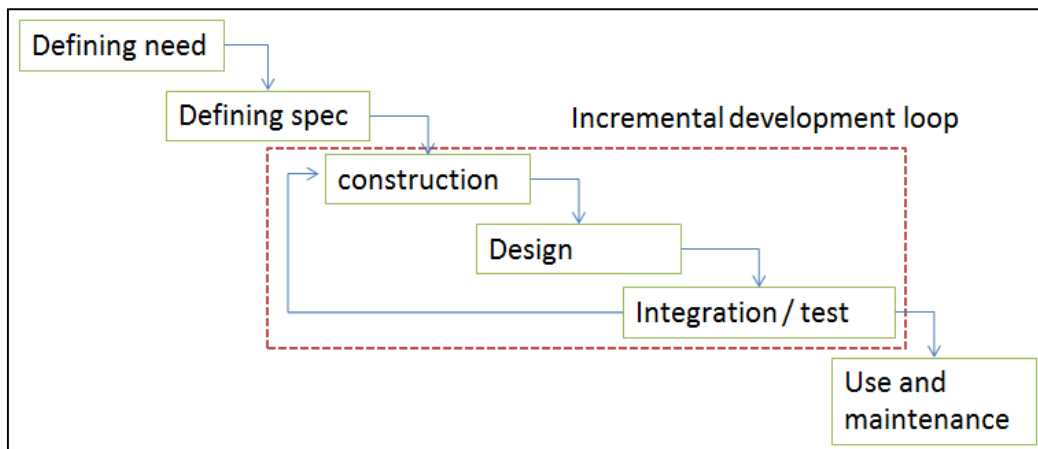 Defining need
Defining spec
Incremental development loop
construction
Design
Integration / test
Use and
maintenance